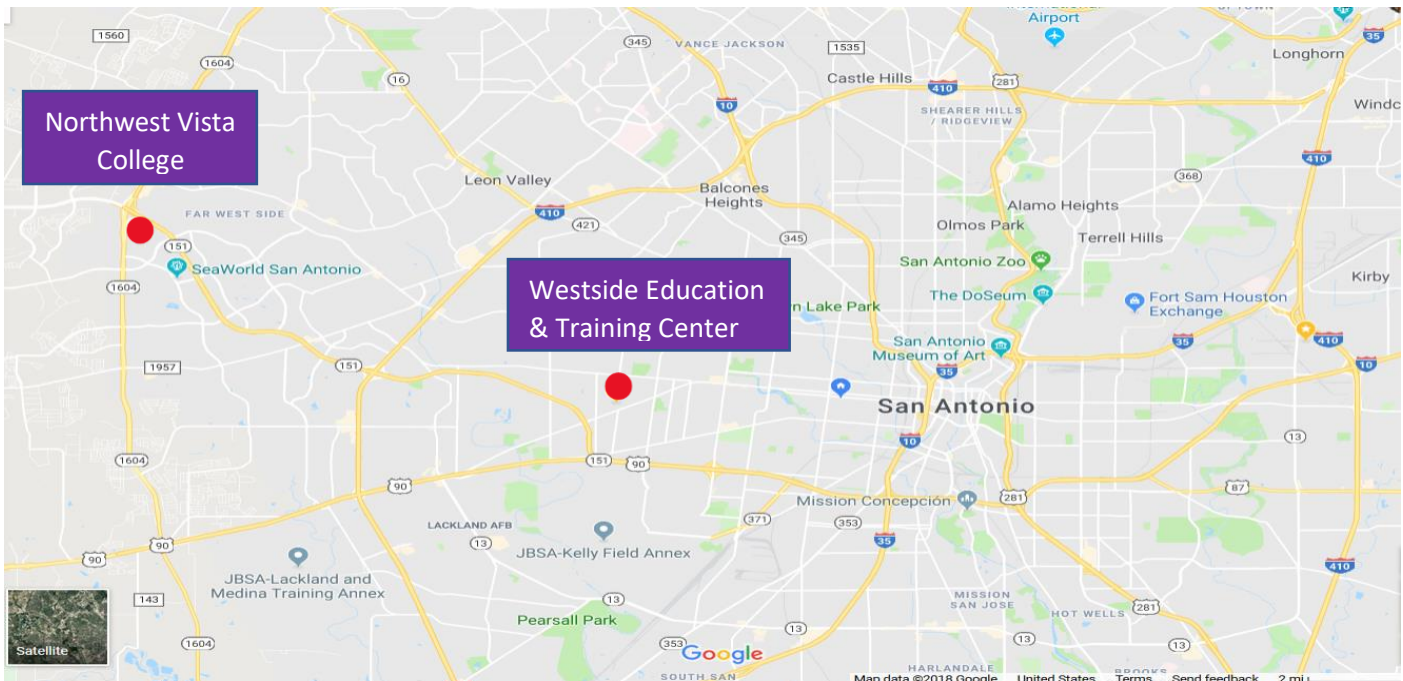 Airport
1560
345
VANCE JACKSON
1535
35
Longhorn
1604
16
Castle Hills
410
281
10
SHEARER HILLS
/ RIDGEVIEW
Northwest Vista
College
410
368
Leon Valley
Balcones
Heights
410
421
Alamo Heights
Olmos Park
Terrell Hills
FAR WEST SIDE
345
151
SeaWorld San Antonio
San Antonio Zoo
Kirby
1604
Westside Education
& Training Center
The DoSeum
Fort Sam Houston
Exchange
n Lake Park
San Antonio
Museum of Art
35
410
1957
151
35
10
San Antonio
10
13
1604
151
90
90
87
Mission Concepción
281
371
353
LACKLAND AFB
13
JBSA-Kelly Field Annex
35
90
90
JBSA-Lackland and
Medina Training Annex
410
143
13
MISSION
SAN JOSE
HOT WELLS
281
Pearsall Park
13
Satellite
1604
353
Google
13
13
SOUTH SAN
HARLANDALE
BROOKS
Map data ©2018 Google United States Terms Send feedback 2 mi